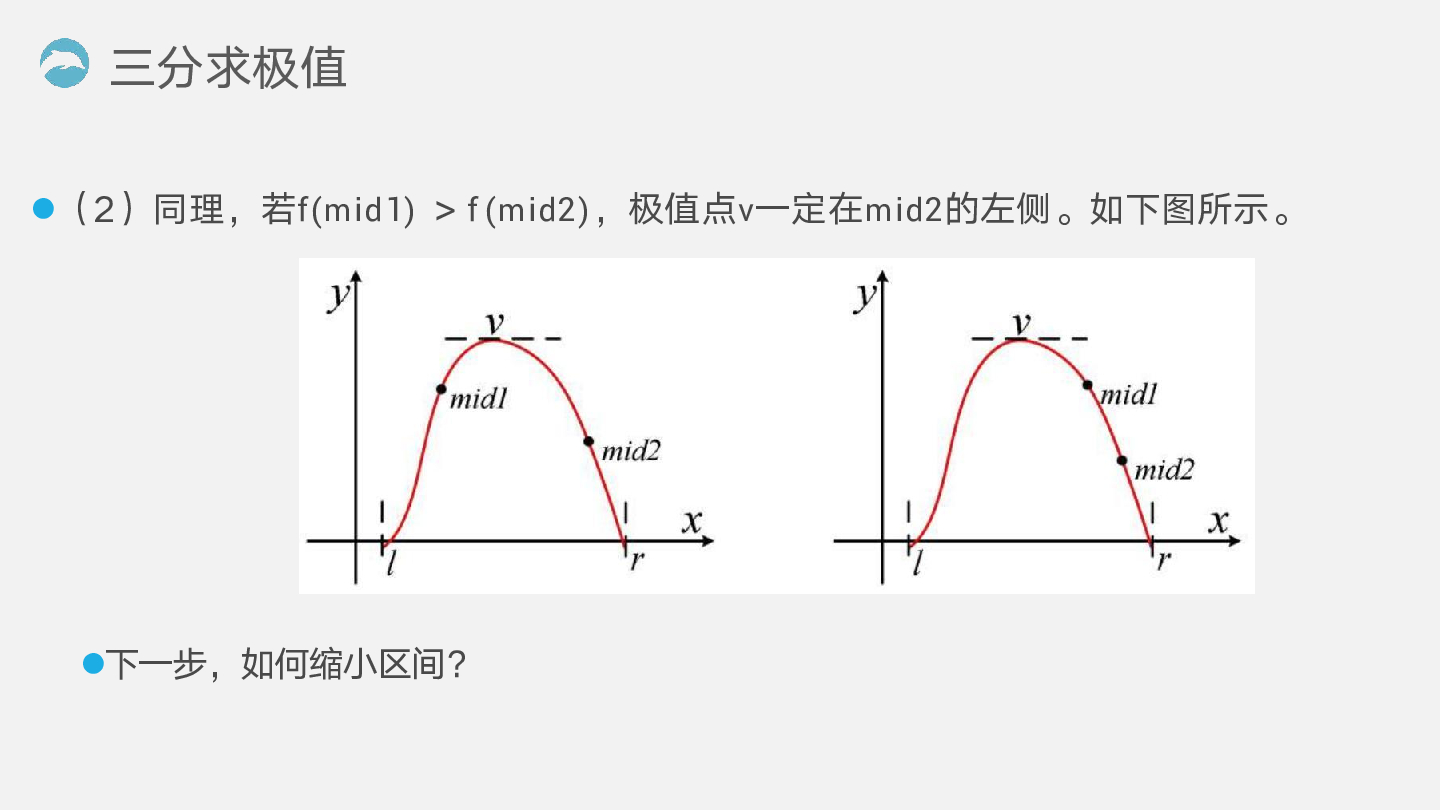 三分求极值
（2）同理，若f(mid1) > f(mid2)，极值点v一定在mid2的左侧。如下图所示。
y
v
mid1
mid2
x
l
r
y
v
mid1
mid2
x
l
r
下一步，如何缩小区间?